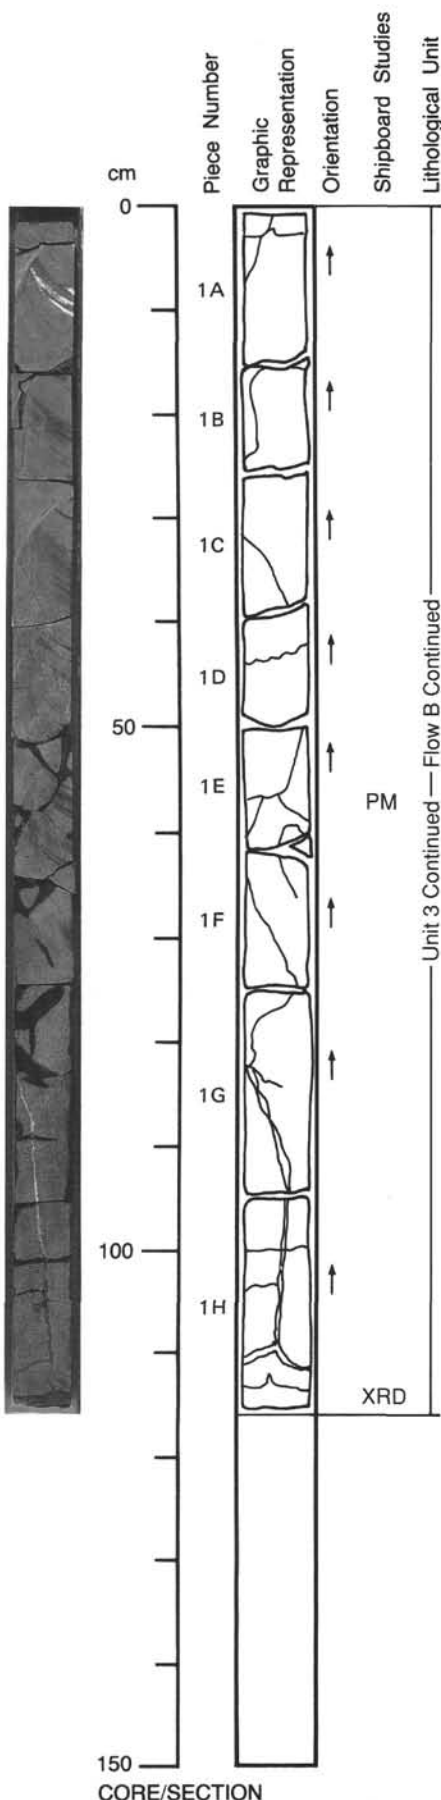 cm
Piece Number
Graphic
Representation
Orientation
Shipboard Studies
Lithological Unit
0
1A
1B
1C
1D
50
1E
PM
1F
1G
100
1H
XRD
150
Unit 3 Continued — Flow B Continued
CORE/SECTION